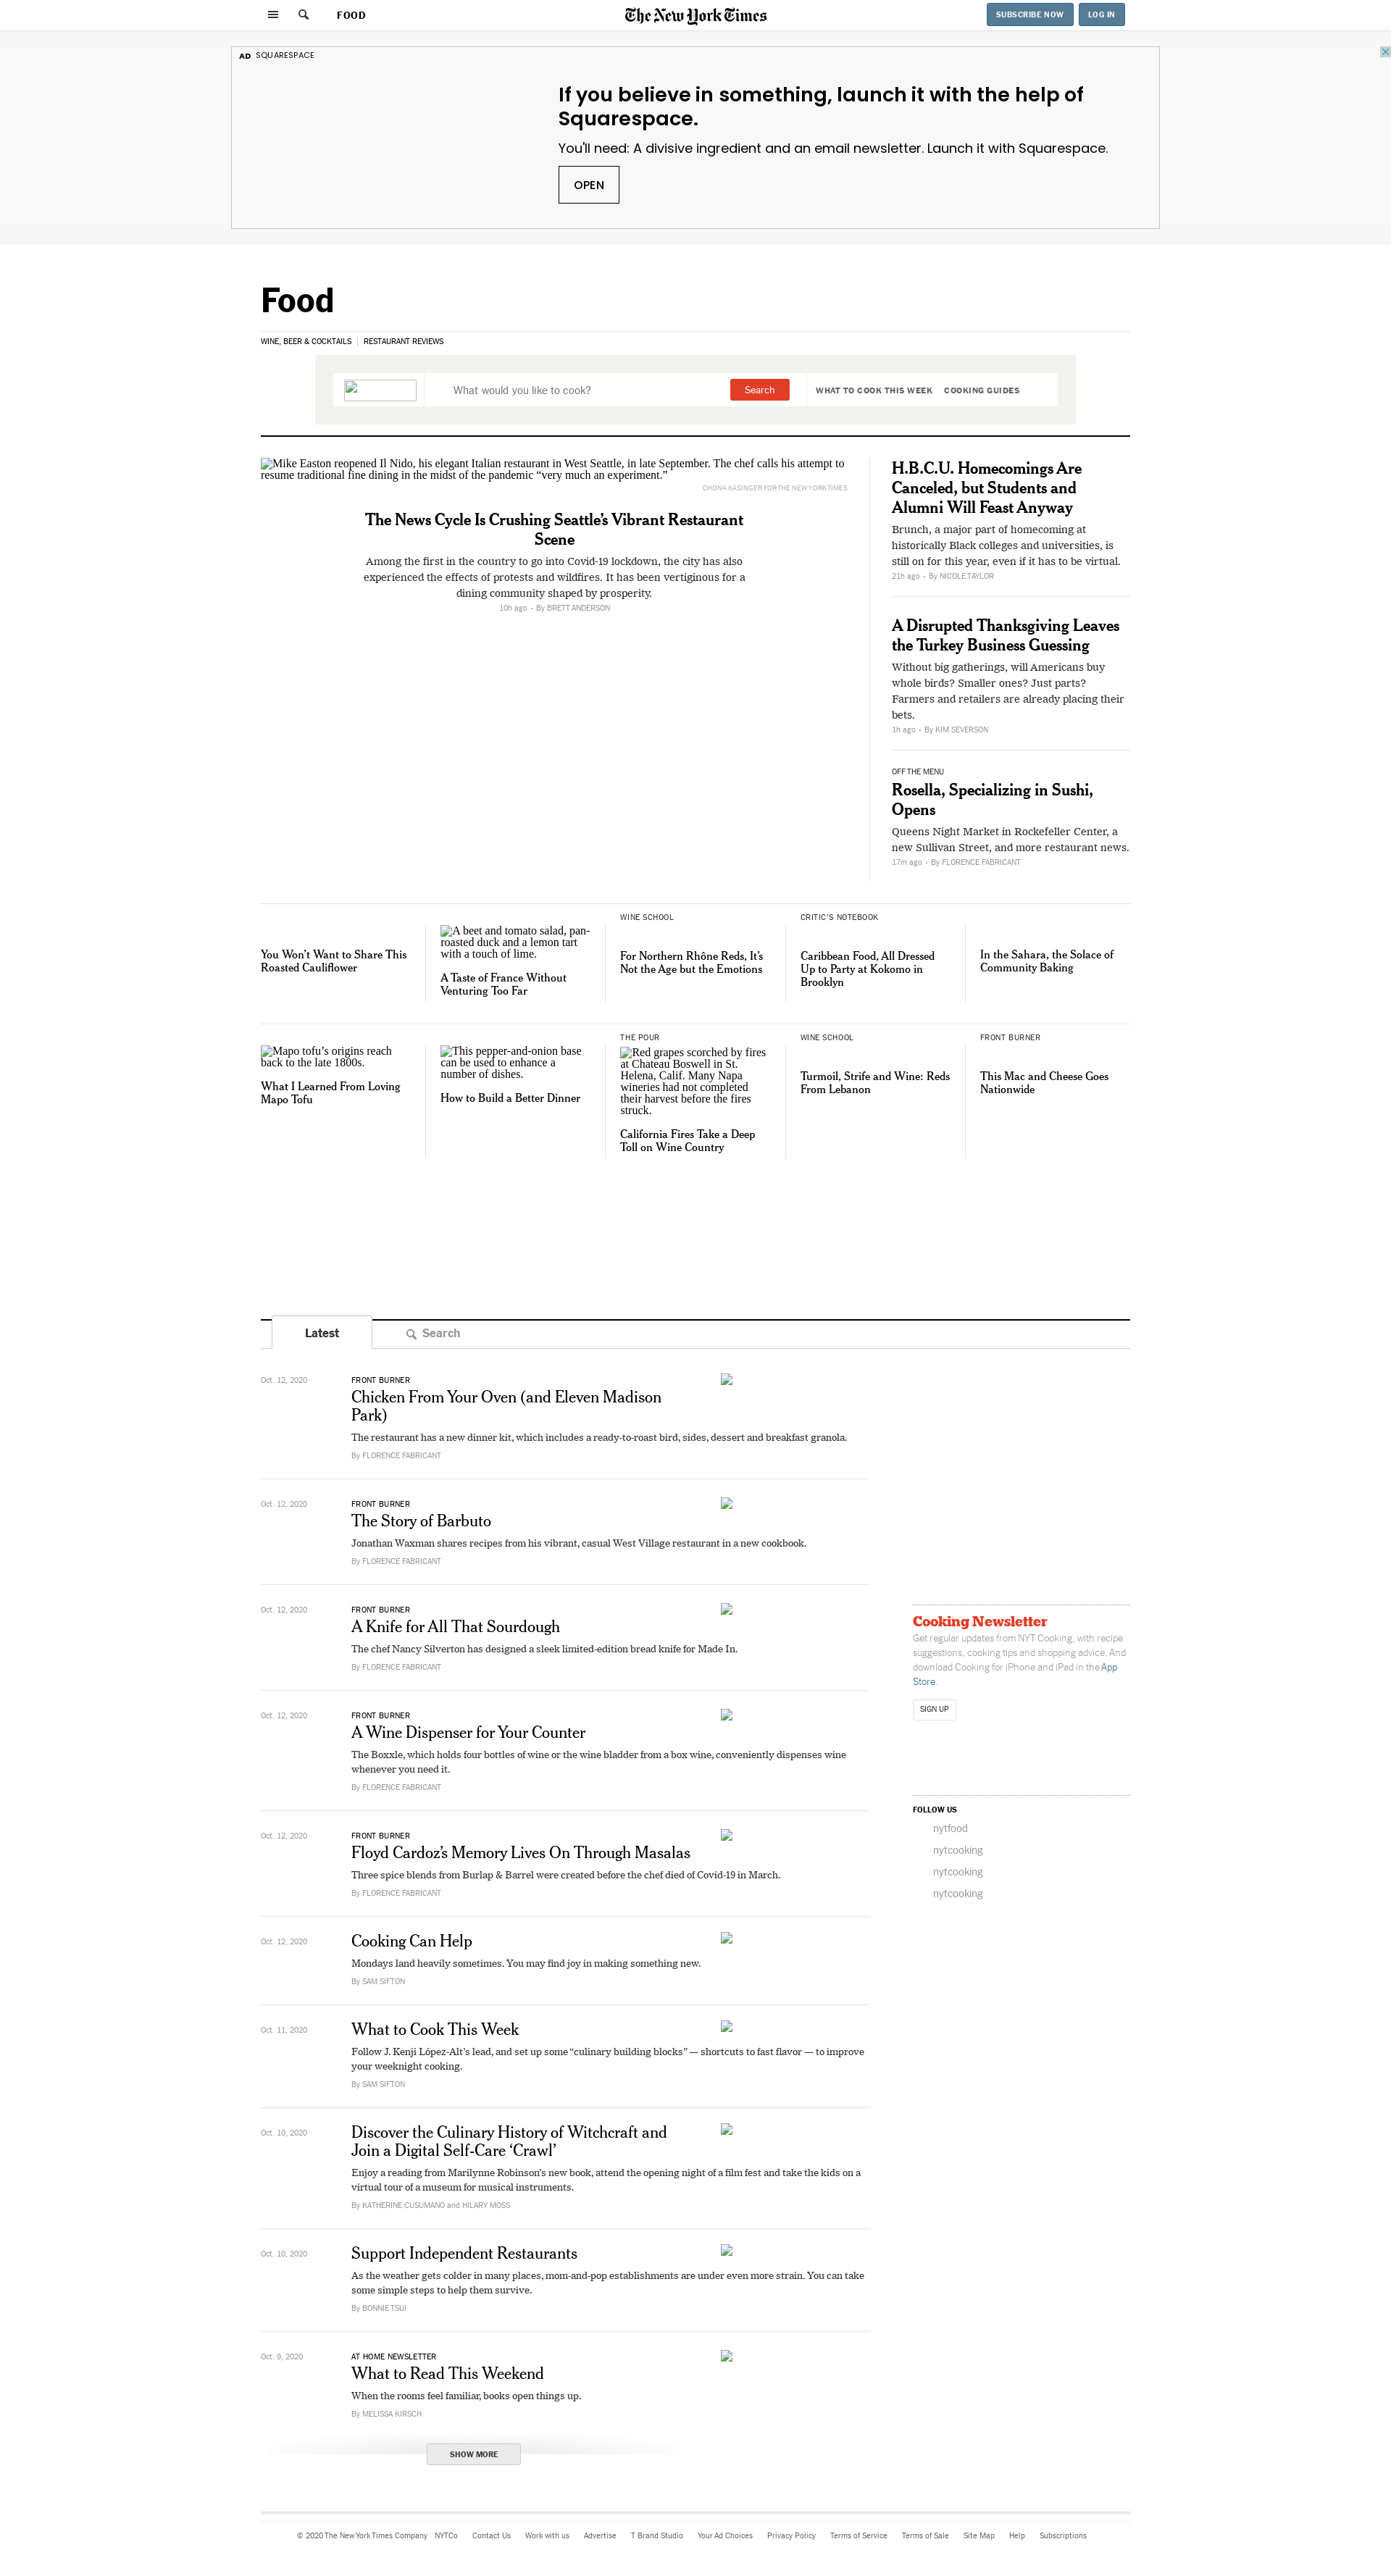 FOOD
The New York Times
SUBSCRIBE NOW
LOG IN
AD SQUARESPACE
If you believe in something, launch it with the help of
Squarespace.
You'll need: A divisive ingredient and an email newsletter. Launch it with Squarespace.
OPEN
Food
WINE, BEER & COCKTAILS
RESTAURANT REVIEWS
What would you like to cook?
Search
WHAT TO COOK THIS WEEK
COOKING GUIDES
Mike Easton reopened Il Nido, his elegant Italian restaurant in West Seattle, in late September. The chef calls his attempt to
resume traditional fine dining in the midst of the pandemic “very much an experiment.”
CHONA KASINGER FOR THE NEW YORK TIMES
The News Cycle Is Crushing Seattle’s Vibrant Restaurant
Scene
Among the first in the country to go into Covid-19 lockdown, the city has also
experienced the effects of protests and wildfires. It has been vertiginous for a
dining community shaped by prosperity.
10h ago • By BRETT ANDERSON
H.B.C.U. Homecomings Are
Canceled, but Students and
Alumni Will Feast Anyway
Brunch, a major part of homecoming at
historically Black colleges and universities, is
still on for this year, even if it has to be virtual.
21h ago • By NICOLE TAYLOR
A Disrupted Thanksgiving Leaves
the Turkey Business Guessing
Without big gatherings, will Americans buy
whole birds? Smaller ones? Just parts?
Farmers and retailers are already placing their
bets.
1h ago • By KIM SEVERSON
OFF THE MENU
Rosella, Specializing in Sushi,
Opens
Queens Night Market in Rockefeller Center, a
new Sullivan Street, and more restaurant news.
17m ago • By FLORENCE FABRICANT
You Won’t Want to Share This
Roasted Cauliflower
A beet and tomato salad, pan-
roasted duck and a lemon tart
with a touch of lime.
A Taste of France Without
Venturing Too Far
WINE SCHOOL
For Northern Rhône Reds, It’s
Not the Age but the Emotions
CRITIC’S NOTEBOOK
Caribbean Food, All Dressed
Up to Party at Kokomo in
Brooklyn
In the Sahara, the Solace of
Community Baking
Mapo tofu’s origins reach
back to the late 1800s.
What I Learned From Loving
Mapo Tofu
This pepper-and-onion base
can be used to enhance a
number of dishes.
How to Build a Better Dinner
THE POUR
Red grapes scorched by fires
at Chateau Boswell in St.
Helena, Calif. Many Napa
wineries had not completed
their harvest before the fires
struck.
California Fires Take a Deep
Toll on Wine Country
WINE SCHOOL
Turmoil, Strife and Wine: Reds
From Lebanon
FRONT BURNER
This Mac and Cheese Goes
Nationwide
Latest
Search
Oct. 12, 2020
FRONT BURNER
Chicken From Your Oven (and Eleven Madison
Park)
The restaurant has a new dinner kit, which includes a ready-to-roast bird, sides, dessert and breakfast granola.
By FLORENCE FABRICANT
Oct. 12, 2020
FRONT BURNER
The Story of Barbuto
Jonathan Waxman shares recipes from his vibrant, casual West Village restaurant in a new cookbook.
By FLORENCE FABRICANT
Oct. 12, 2020
FRONT BURNER
A Knife for All That Sourdough
The chef Nancy Silverton has designed a sleek limited-edition bread knife for Made In.
By FLORENCE FABRICANT
Oct. 12, 2020
FRONT BURNER
A Wine Dispenser for Your Counter
The Boxxle, which holds four bottles of wine or the wine bladder from a box wine, conveniently dispenses wine
whenever you need it.
By FLORENCE FABRICANT
Oct. 12, 2020
FRONT BURNER
Floyd Cardoz’s Memory Lives On Through Masalas
Three spice blends from Burlap & Barrel were created before the chef died of Covid-19 in March.
By FLORENCE FABRICANT
Oct. 12, 2020
Cooking Can Help
Mondays land heavily sometimes. You may find joy in making something new.
By SAM SIFTON
Oct. 11, 2020
What to Cook This Week
Follow J. Kenji López-Alt’s lead, and set up some “culinary building blocks” — shortcuts to fast flavor — to improve
your weeknight cooking.
By SAM SIFTON
Oct. 10, 2020
Discover the Culinary History of Witchcraft and
Join a Digital Self-Care ‘Crawl’
Enjoy a reading from Marilynne Robinson’s new book, attend the opening night of a film fest and take the kids on a
virtual tour of a museum for musical instruments.
By KATHERINE CUSUMANO and HILARY MOSS
Oct. 10, 2020
Support Independent Restaurants
As the weather gets colder in many places, mom-and-pop establishments are under even more strain. You can take
some simple steps to help them survive.
By BONNIE TSUI
Oct. 9, 2020
AT HOME NEWSLETTER
What to Read This Weekend
When the rooms feel familiar, books open things up.
By MELISSA KIRSCH
SHOW MORE
Cooking Newsletter
Get regular updates from NYT Cooking, with recipe
suggestions, cooking tips and shopping advice. And
download Cooking for iPhone and iPad in the App
Store.
SIGN UP
FOLLOW US
nytfood
nytcooking
nytcooking
nytcooking
© 2020 The New York Times Company NYTCo Contact Us Work with us Advertise T Brand Studio Your Ad Choices Privacy Policy Terms of Service Terms of Sale Site Map Help Subscriptions